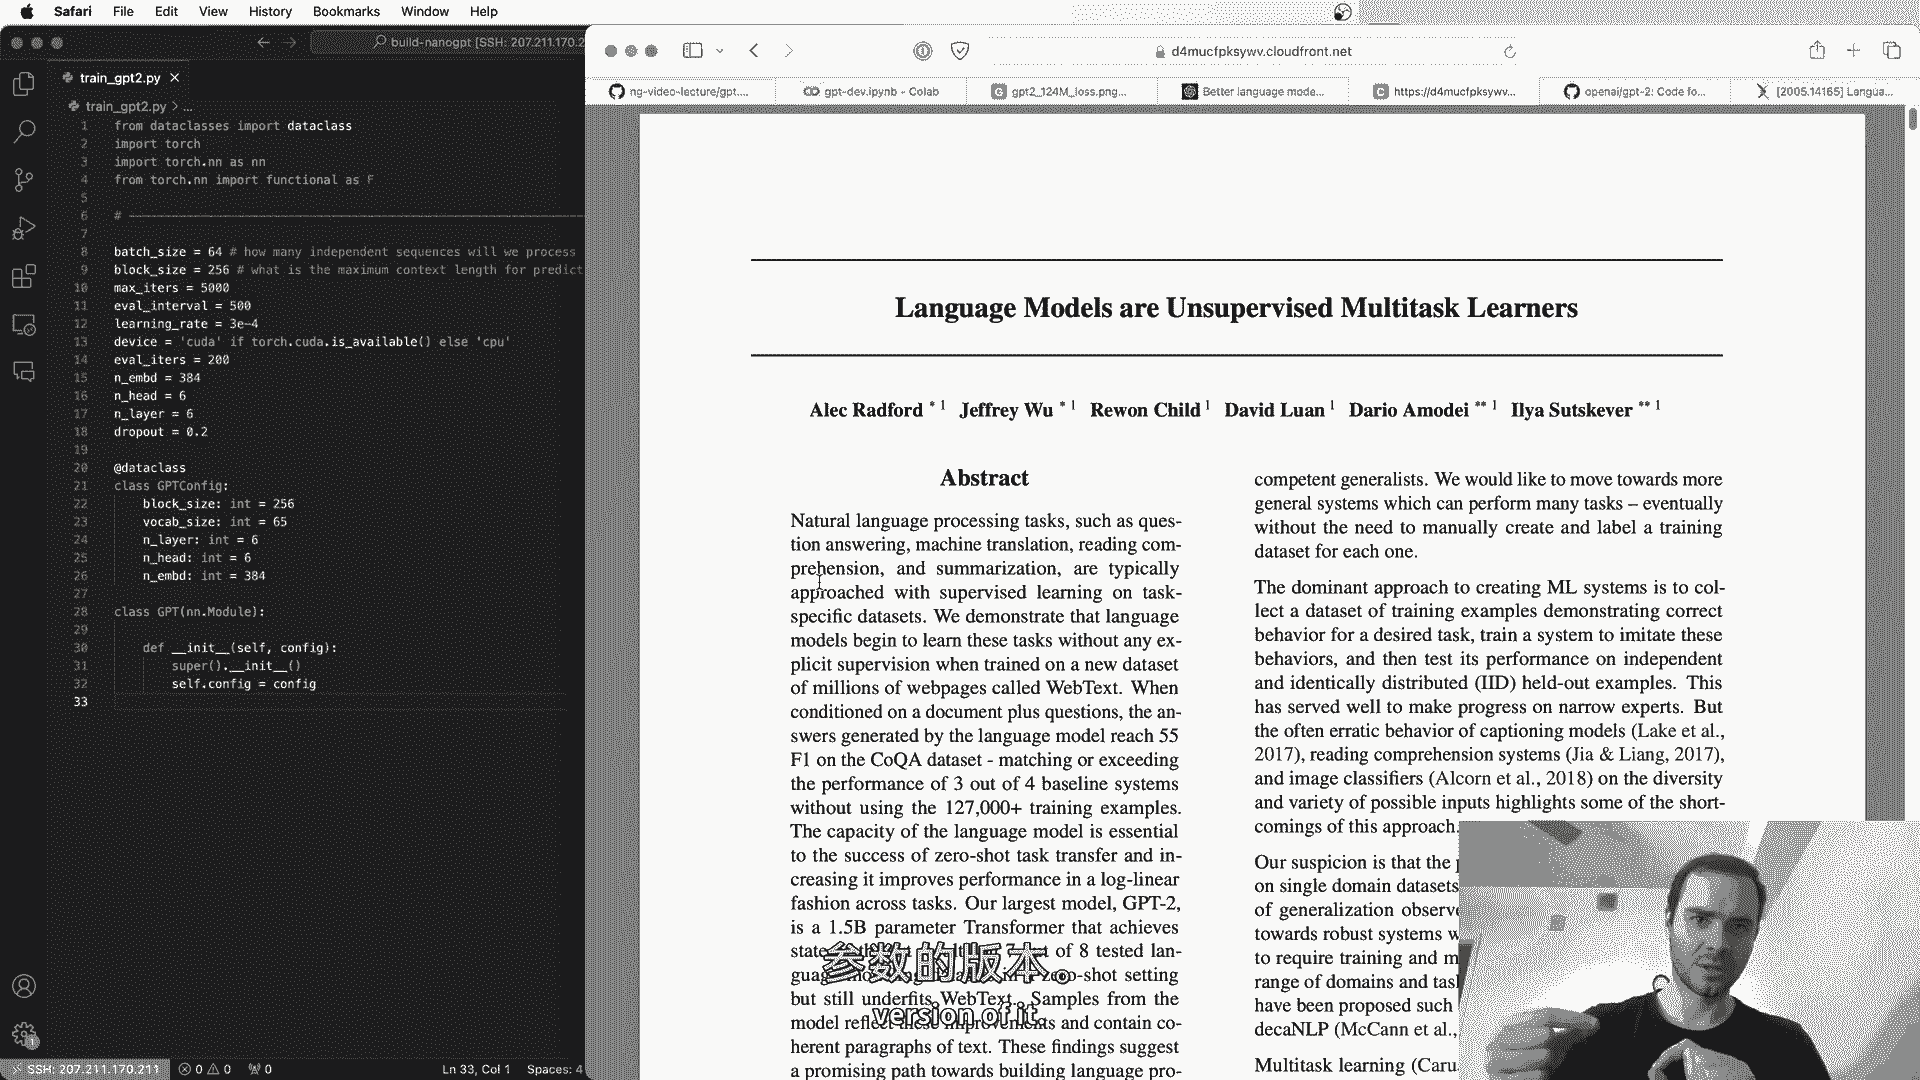 Safari File Edit View History Bookmarks Window Help
build-nanogpt [SSH: 207.211.170.2
train_gpt2.py
train_gpt2.py > ...
1 from dataclasses import dataclass
2 import torch
3 import torch.nn as nn
4 from torch.nn import functional as F
5
6 #
7
8 batch_size = 64 # how many independent sequences will we process
9 block_size = 256 # what is the maximum context length for predict
10 max_iters = 5000
11 eval_interval = 500
12 learning_rate = 3e-4
13 device = 'cuda' if torch.cuda.is_available() else 'cpu'
14 eval_iters = 200
15 n_embd = 384
16 n_head = 6
17 n_layer = 6
18 dropout = 0.2
19
20 @dataclass
21 class GPTConfig:
22 block_size: int = 256
23 vocab_size: int = 65
24 n_layer: int = 6
25 n_head: int = 6
26 n_embd: int = 384
27
28 class GPT(nn.Module):
29
30 def __init__(self, config):
31 super().__init__()
32 self.config = config
33
SSH: 207.211.170.211 0 0 0 Ln 33, Col 1 Spaces: 4
d4mucfpksywv.cloudfront.net
ng-video-lecture/gpt.... gpt-dev.ipynb - Colab gpt2_124M_loss.png... Better language mode... https://d4mucfpksywv... openai/gpt-2: Code fo... [2005.14165] Langua...
Language Models are Unsupervised Multitask Learners
Alec Radford * 1 Jeffrey Wu * 1 Rewon Child 1 David Luan 1 Dario Amodei ** 1 Ilya Sutskever ** 1
Abstract
Natural language processing tasks, such as ques-
tion answering, machine translation, reading com-
prehension, and summarization, are typically
approached with supervised learning on task-
specific datasets. We demonstrate that language
models begin to learn these tasks without any ex-
plicit supervision when trained on a new dataset
of millions of webpages called WebText. When
conditioned on a document plus questions, the an-
swers generated by the language model reach 55
F1 on the CoQA dataset - matching or exceeding
the performance of 3 out of 4 baseline systems
without using the 127,000+ training examples.
The capacity of the language model is essential
to the success of zero-shot task transfer and in-
creasing it improves performance in a log-linear
fashion across tasks. Our largest model, GPT-2,
is a 1.5B parameter Transformer that achieves
of 8 tested lan-
zero-shot setting
but still underfits WebText. Samples from the
model reflect these improvements and contain co-
herent paragraphs of text. These findings suggest
a promising path towards building language pro-
competent generalists. We would like to move towards more
general systems which can perform many tasks – eventually
without the need to manually create and label a training
dataset for each one.
The dominant approach to creating ML systems is to col-
lect a dataset of training examples demonstrating correct
behavior for a desired task, train a system to imitate these
behaviors, and then test its performance on independent
and identically distributed (IID) held-out examples. This
has served well to make progress on narrow experts. But
the often erratic behavior of captioning models (Lake et al.,
2017), reading comprehension systems (Jia & Liang, 2017),
and image classifiers (Alcorn et al., 2018) on the diversity
and variety of possible inputs highlights some of the short-
comings of this approach.
Our suspicion is that the
on single domain datasets
of generalization observe
towards robust systems w
to require training and m
range of domains and tas
have been proposed such
decaNLP (McCann et al.,
Multitask learning (Caru
参数的版本。
version of it.